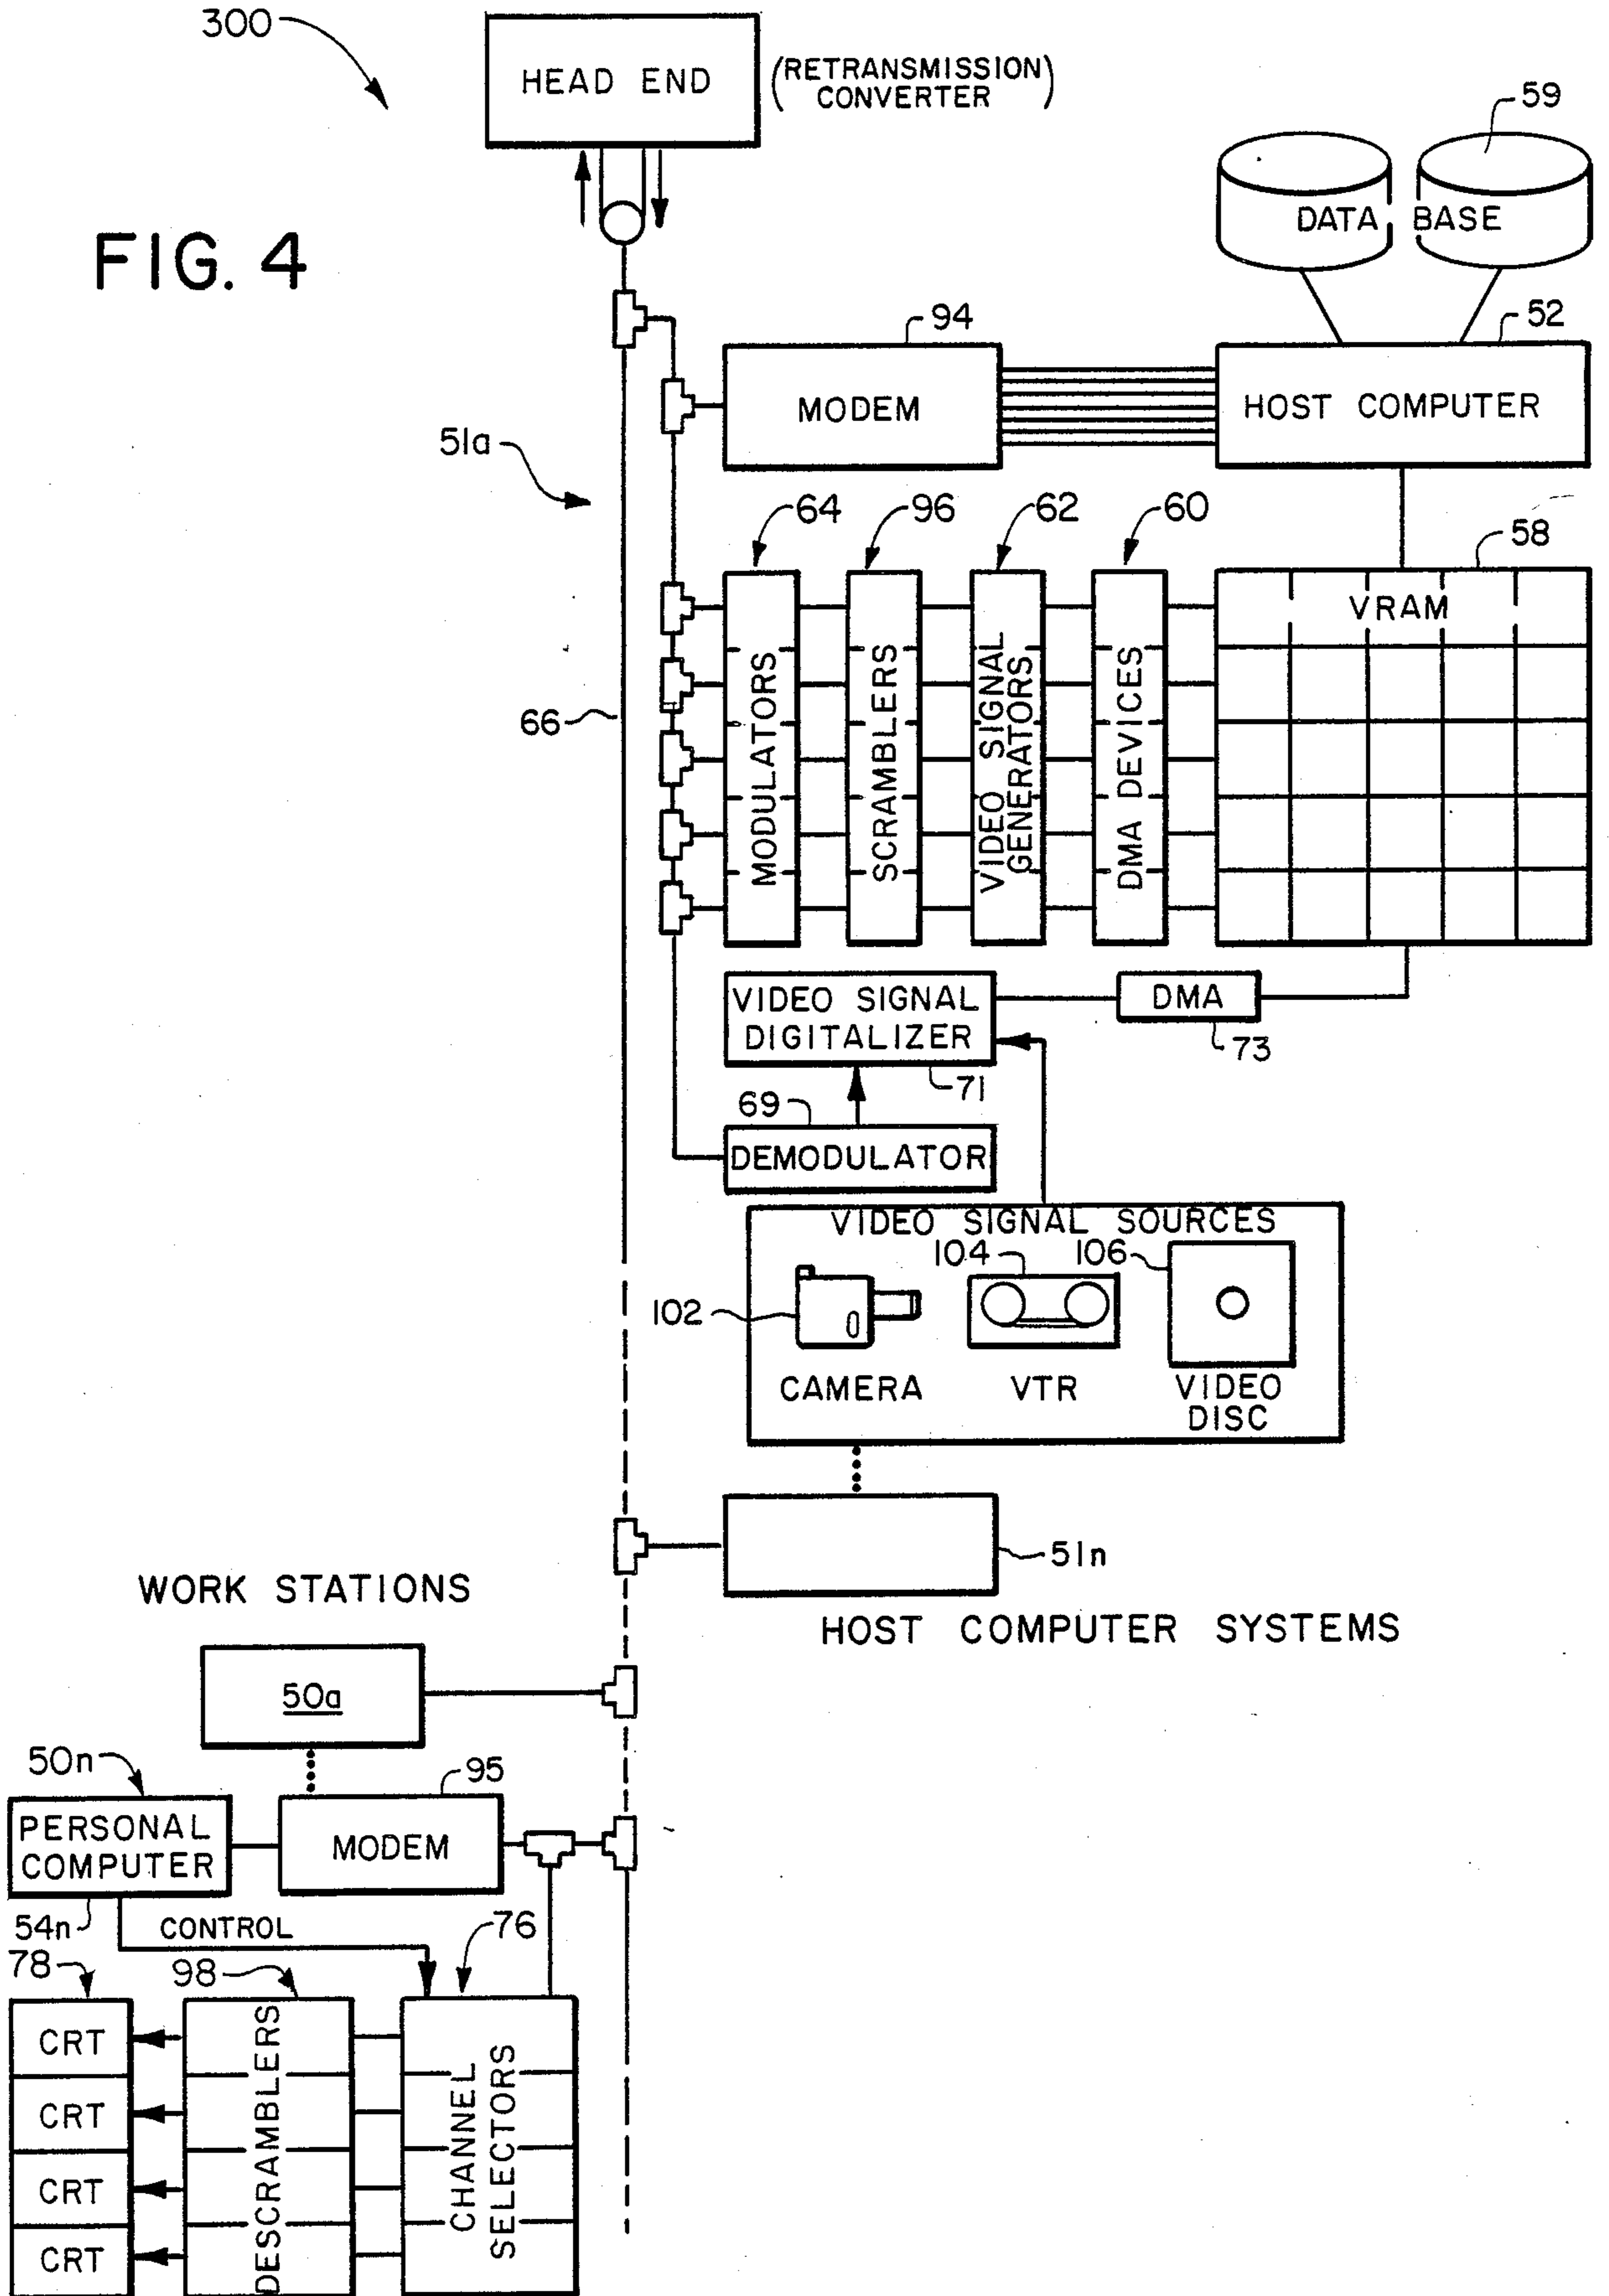 300
HEAD END
(RETRANSMISSION)
CONVERTER
59
DATA BASE
FIG. 4
94
52
MODEM
HOST COMPUTER
51a
64
96
62
60
58
VRAM
MODULATORS
SCRAMBLERS
VIDEO SIGNAL
GENERATORS
DMA DEVICES
66
VIDEO SIGNAL
DIGITALIZER
DMA
73
71
69
DEMODULATOR
VIDEO SIGNAL SOURCES
104
106
102
CAMERA
VTR
VIDEO
DISC
51n
WORK STATIONS
HOST COMPUTER SYSTEMS
50a
50n
95
PERSONAL
COMPUTER
MODEM
54n
CONTROL
76
78
98
CRT
CRT
CRT
CRT
DESCRAMBLERS
CHANNEL
SELECTORS